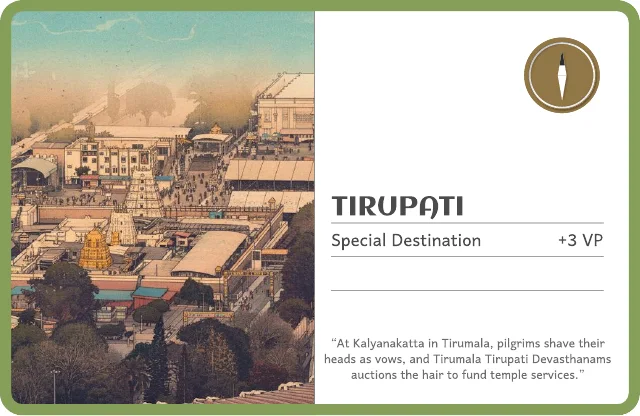 TIRUPATI
Special Destination +3 VP
“At Kalyanakatta in Tirumala, pilgrims shave their
heads as vows, and Tirumala Tirupati Devasthanams
auctions the hair to fund temple services.”